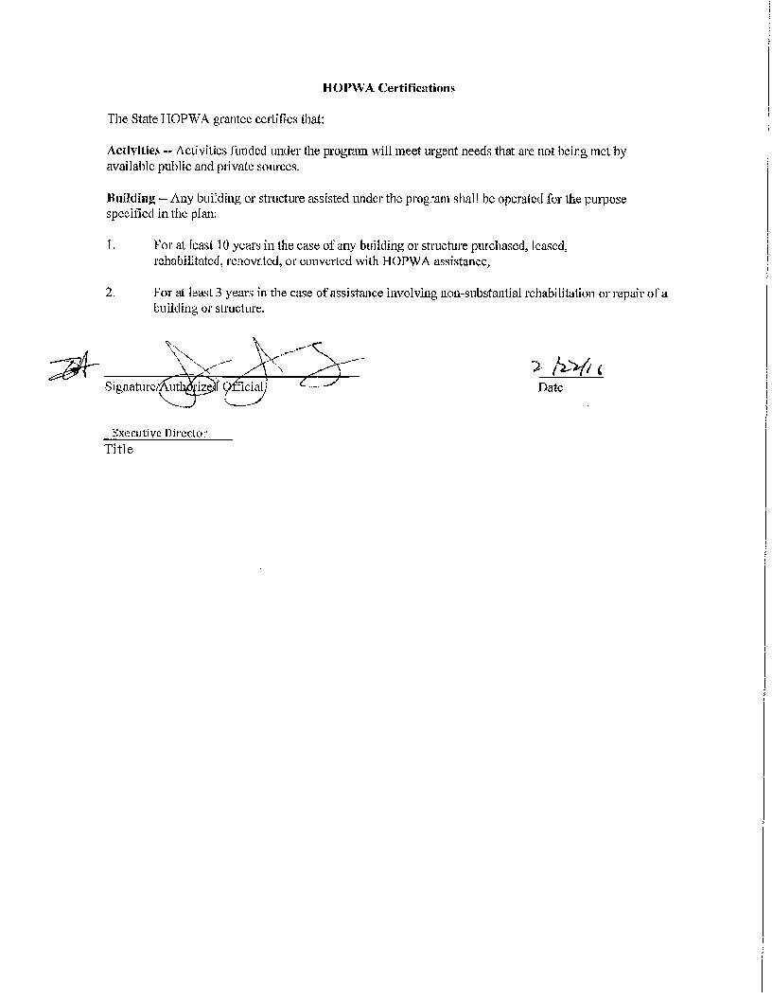 HOPWA Certifications
The State HOPWA grantee certifies that:
Activities -- Activities funded under the program will meet urgent needs that are not being met by
available public and private sources.
Building -- Any building or structure assisted under the program shall be operated for the purpose
specified in the plan:
1. For at least 10 years in the case of any building or structure purchased, leased,
rehabilitated, renovated, or converted with HOPWA assistance,
2. For at least 3 years in the case of assistance involving non-substantial rehabilitation or repair of a
building or structure.
2/22/16
Signature/Authorized Official Date
Executive Director
Title